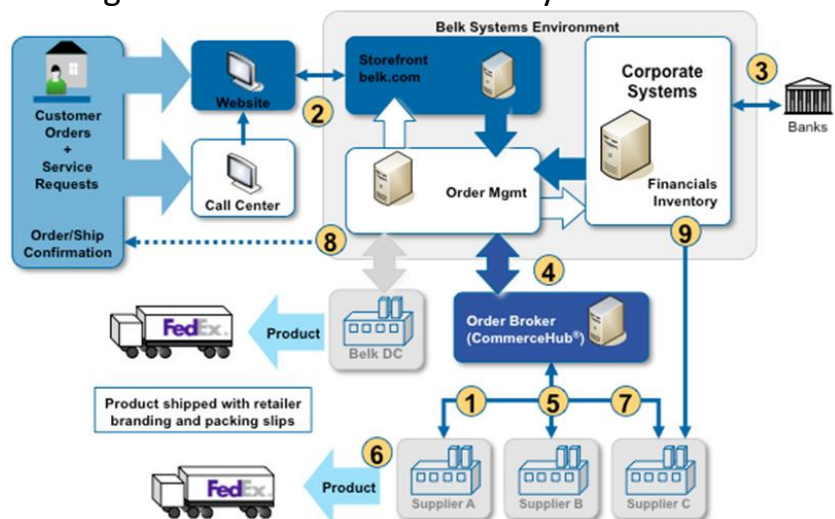 Belk Systems Environment
Storefront
belk.com
Corporate
Systems
3
Website
2
Banks
Customer
Orders
+
Service
Requests
Call Center
Order Mgmt
Financials
Inventory
Order/Ship
Confirmation
8
9
4
FedEx
Product
Belk DC
Order Broker
(CommerceHub®)
Product shipped with retailer
branding and packing slips
1
5
7
6
FedEx
Product
Supplier A
Supplier B
Supplier C